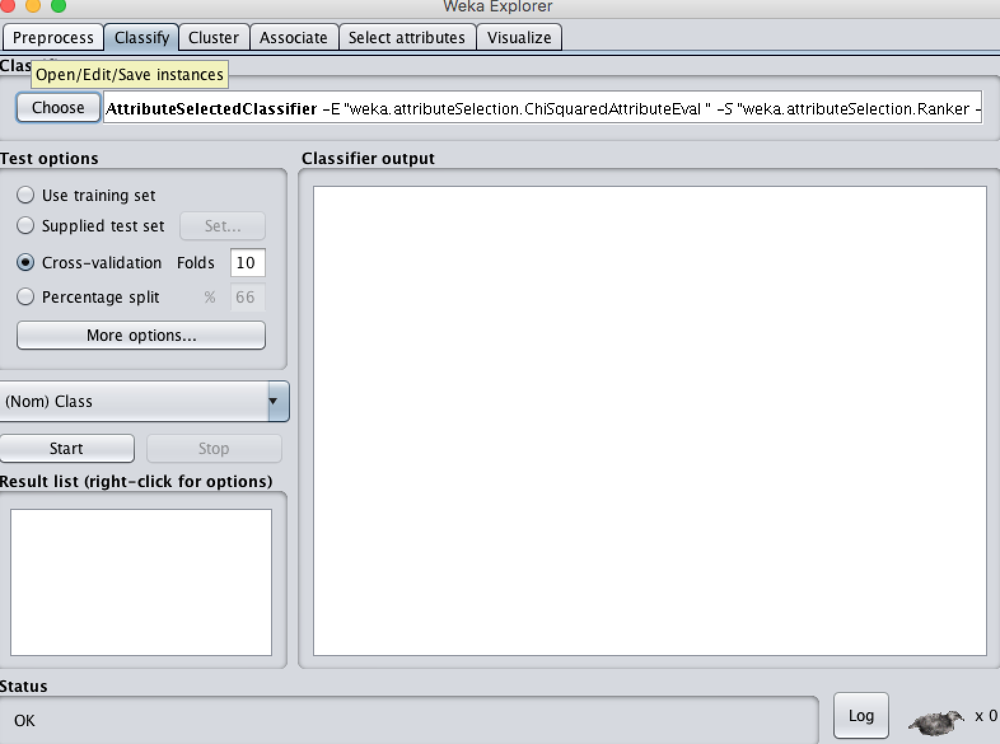 Weka Explorer
Preprocess Classify Cluster Associate Select attributes Visualize
Clas
Open/Edit/Save instances
Choose AttributeSelectedClassifier -E "weka.attributeSelection.ChiSquaredAttributeEval " -S "weka.attributeSelection.Ranker -
Test options
Classifier output
Use training set
Supplied test set Set...
Cross-validation Folds 10
Percentage split % 66
More options...
(Nom) Class
Start Stop
Result list (right-click for options)
Status
OK
Log x 0